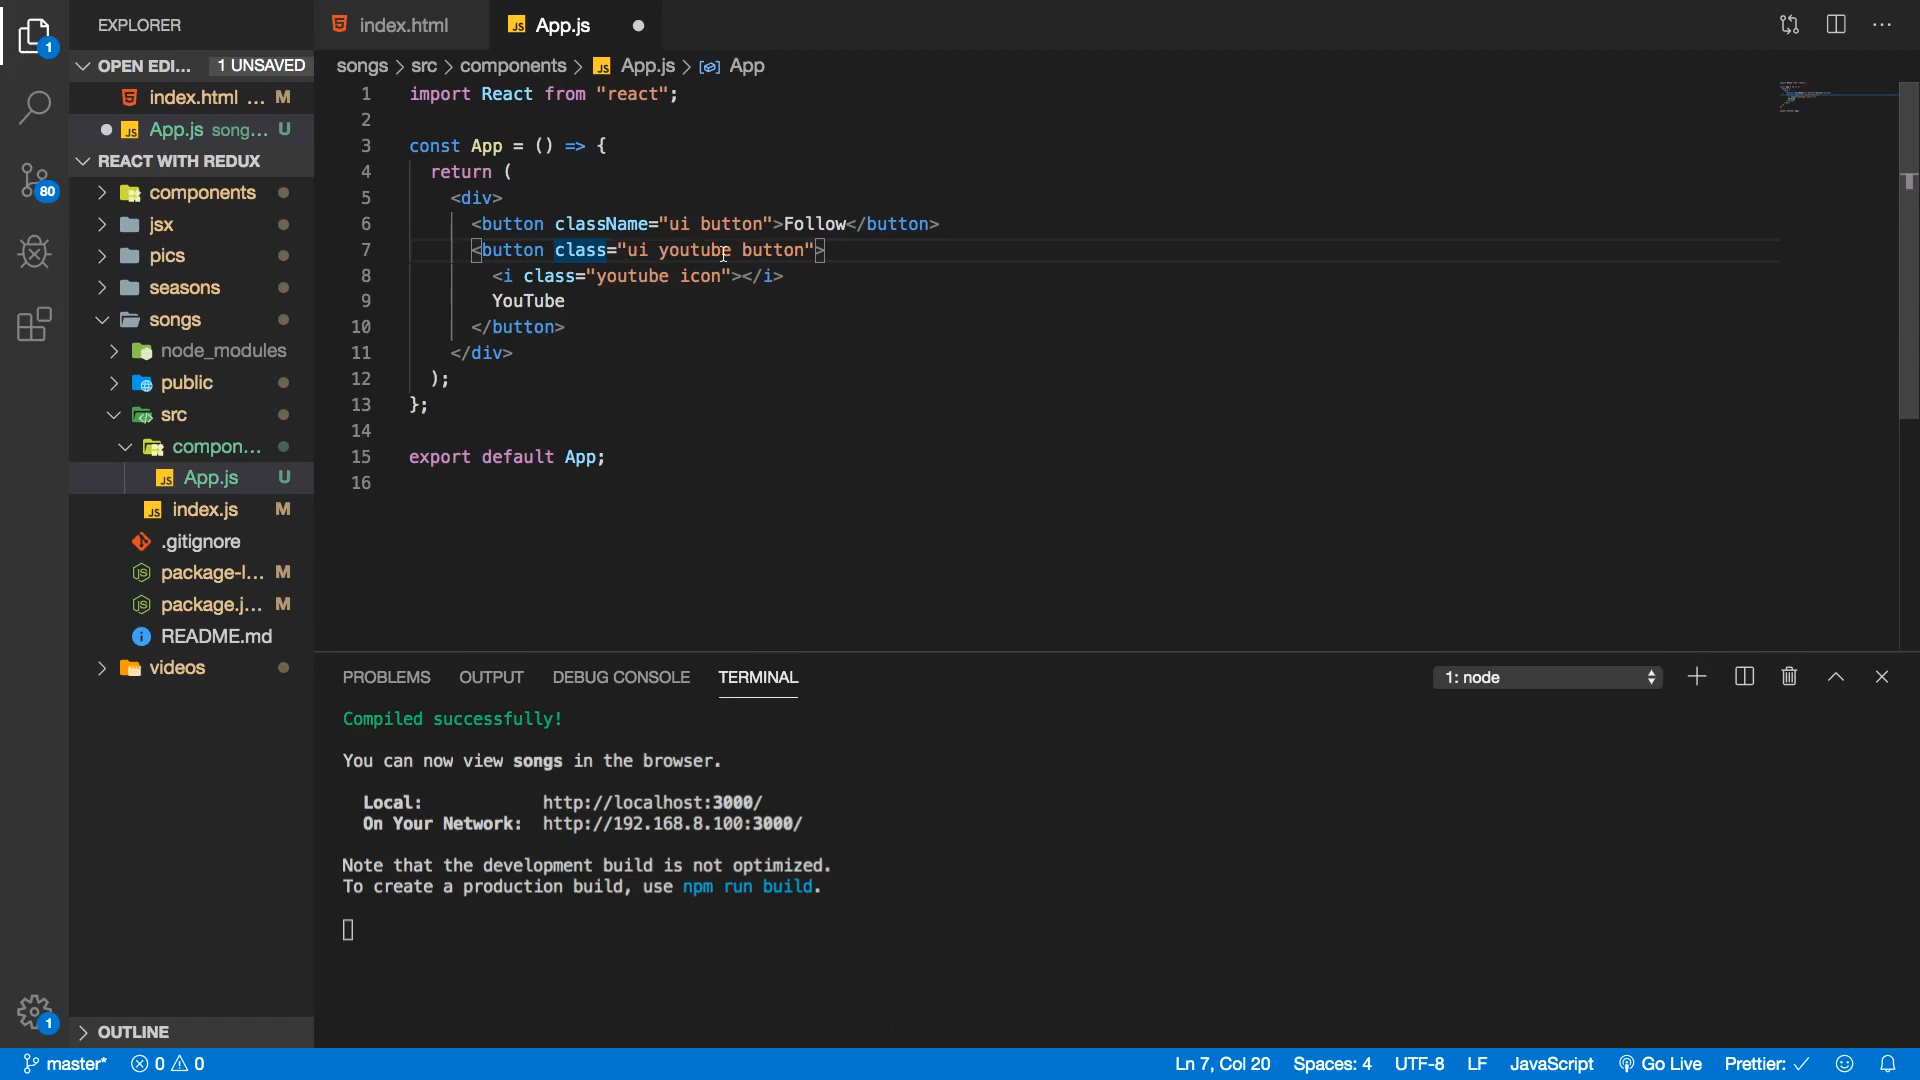 EXPLORER
index.html
App.js
OPEN EDI... 1 UNSAVED
index.html ... M
App.js song... U
REACT WITH REDUX
components
jsx
pics
seasons
songs
node_modules
public
src
compon...
App.js U
index.js M
.gitignore
package-l... M
package.j... M
README.md
videos
OUTLINE
1
80
1
songs > src > components > JS App.js > App
1 import React from "react";
2
3 const App = () => {
4 return (
5 <div>
6 <button className="ui button">Follow</button>
7 <button class="ui youtube button">
8 <i class="youtube icon"></i>
9 YouTube
10 </button>
11 </div>
12 );
13 };
14
15 export default App;
16
PROBLEMS OUTPUT DEBUG CONSOLE TERMINAL 1: node
Compiled successfully!
You can now view songs in the browser.
Local: http://localhost:3000/
On Your Network: http://192.168.8.100:3000/
Note that the development build is not optimized.
To create a production build, use npm run build.
master* 0 0 Ln 7, Col 20 Spaces: 4 UTF-8 LF JavaScript Go Live Prettier: ✓